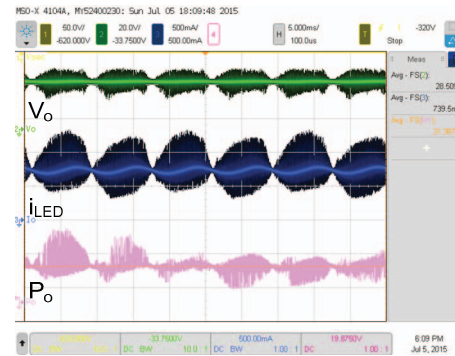 MSO-X 4104A, MY52400230: Sun Jul 05 18:09:48 2015
50.0V/ 20.0V/ 500mA/ 5.000ms/ -320V
-620.000V -33.7500V 500.00mA 100.0us Stop
Meas
Avg - FS(2):
28.50
Avg - FS(3):
739.5m
Vo
iLED
Po
-33.7500V 500.00mA 19.8750V
DC BW 10.0 : 1 DC BW 1.00 : 1 DC 1.00 : 1
6:09 PM
Jul 5, 2015